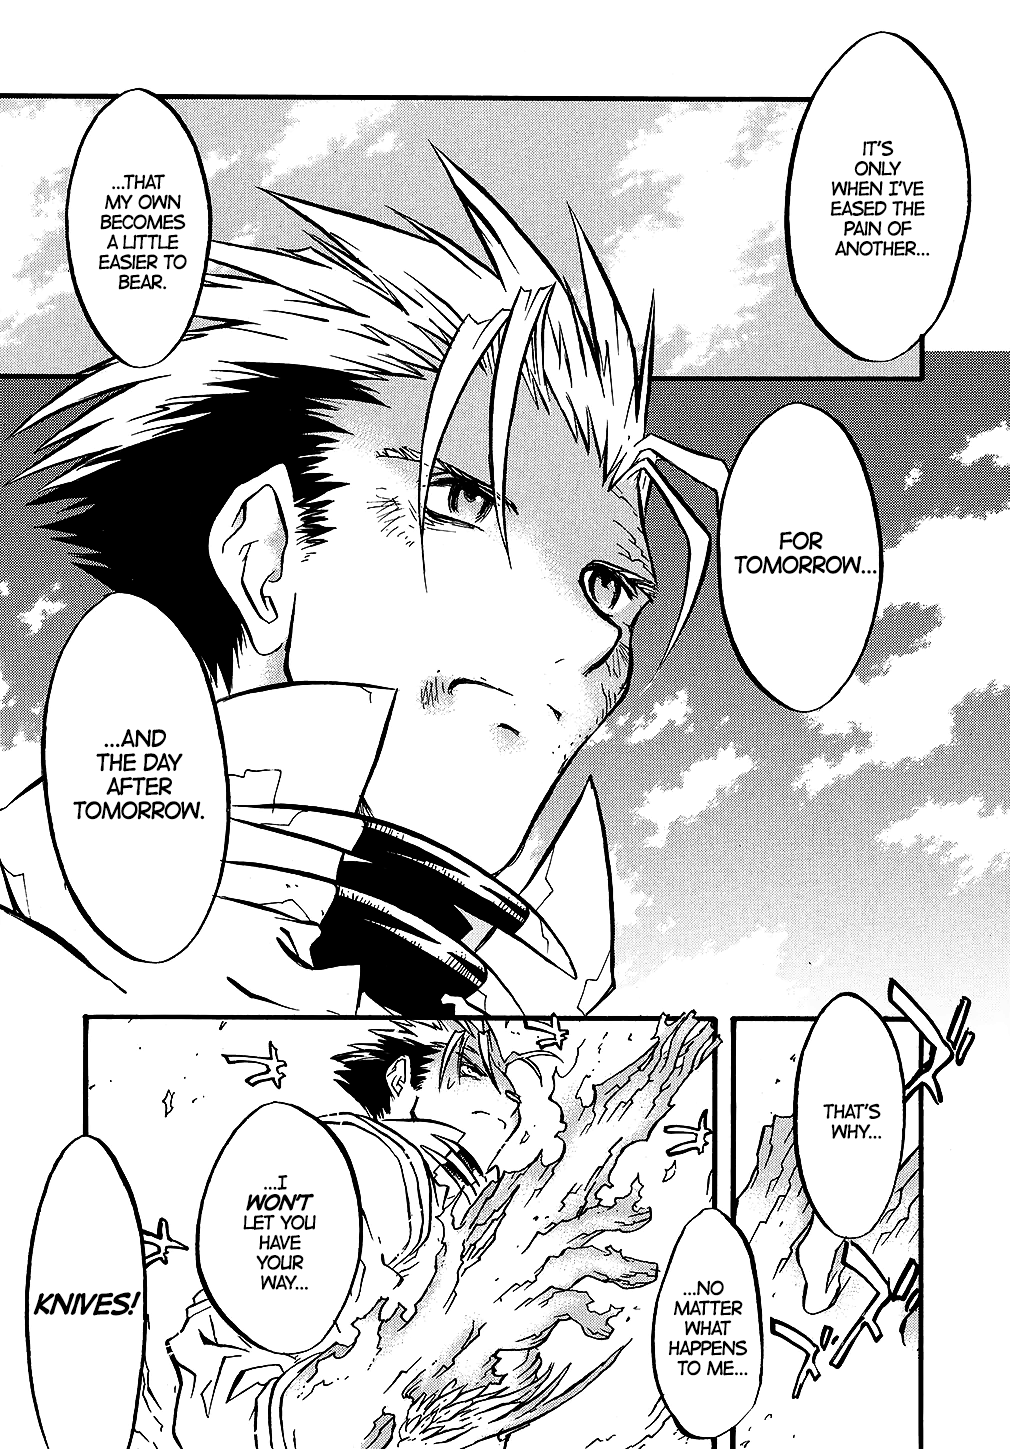 IT'S
ONLY
WHEN I'VE
EASED THE
PAIN OF
ANOTHER...
...THAT
MY OWN
BECOMES
A LITTLE
EASIER TO
BEAR.
FOR
TOMORROW...
...AND
THE DAY
AFTER
TOMORROW.
THAT'S
WHY...
...NO
MATTER
WHAT
HAPPENS
TO ME...
...I
WON'T
LET YOU
HAVE
YOUR
WAY...
KNIVES!